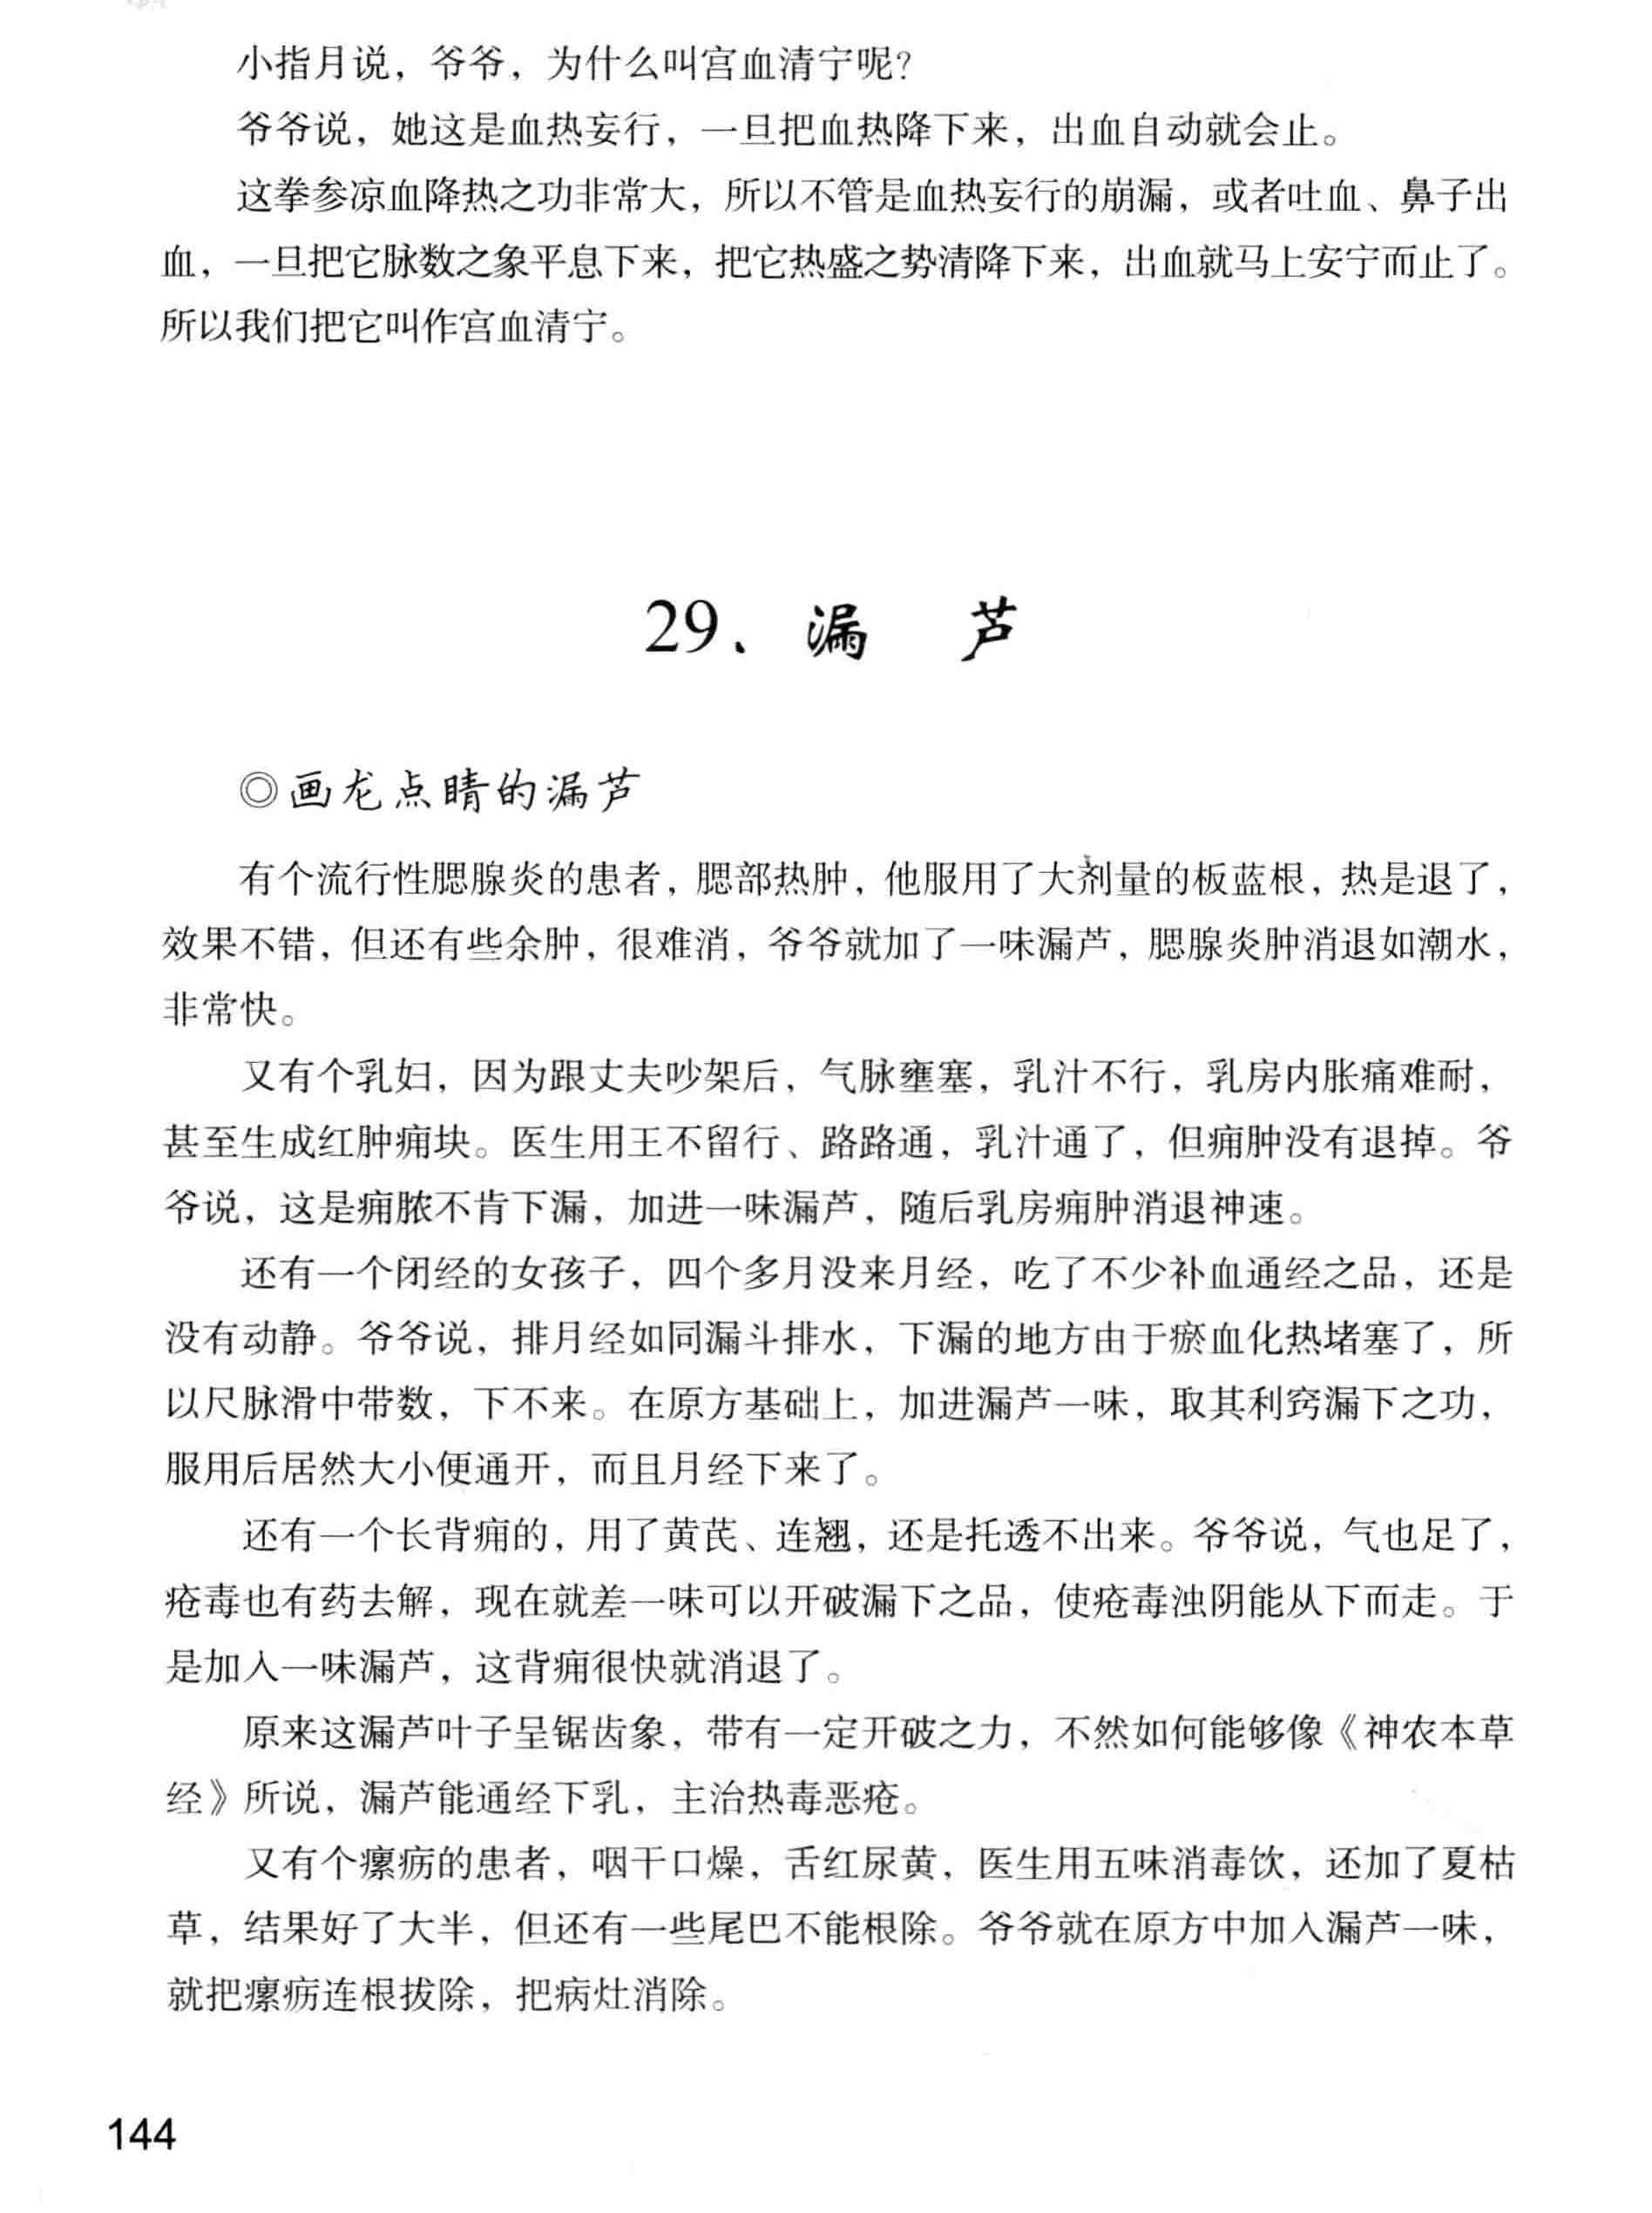 小指月说，爷爷，为什么叫宫血清宁呢？
爷爷说，她这是血热妄行，一旦把血热降下来，出血自动就会止。
这拳参凉血降热之功非常大，所以不管是血热妄行的崩漏，或者吐血、鼻子出
血，一旦把它脉数之象平息下来，把它热盛之势清降下来，出血就马上安宁而止了。
所以我们把它叫作宫血清宁。
29．漏　芦
◎画龙点睛的漏芦
有个流行性腮腺炎的患者，腮部热肿，他服用了大剂量的板蓝根，热是退了，
效果不错，但还有些余肿，很难消，爷爷就加了一味漏芦，腮腺炎肿消退如潮水，
非常快。
又有个乳妇，因为跟丈夫吵架后，气脉壅塞，乳汁不行，乳房内胀痛难耐，
甚至生成红肿痈块。医生用王不留行、路路通，乳汁通了，但痈肿没有退掉。爷
爷说，这是痈脓不肯下漏，加进一味漏芦，随后乳房痈肿消退神速。
还有一个闭经的女孩子，四个多月没来月经，吃了不少补血通经之品，还是
没有动静。爷爷说，排月经如同漏斗排水，下漏的地方由于瘀血化热堵塞了，所
以尺脉滑中带数，下不来。在原方基础上，加进漏芦一味，取其利窍漏下之功，
服用后居然大小便通开，而且月经下来了。
还有一个长背痈的，用了黄芪、连翘，还是托透不出来。爷爷说，气也足了，
疮毒也有药去解，现在就差一味可以开破漏下之品，使疮毒浊阴能从下而走。于
是加入一味漏芦，这背痈很快就消退了。
原来这漏芦叶子呈锯齿象，带有一定开破之力，不然如何能够像《神农本草
经》所说，漏芦能通经下乳，主治热毒恶疮。
又有个瘰疬的患者，咽干口燥，舌红尿黄，医生用五味消毒饮，还加了夏枯
草，结果好了大半，但还有一些尾巴不能根除。爷爷就在原方中加入漏芦一味，
就把瘰疬连根拔除，把病灶消除。
144